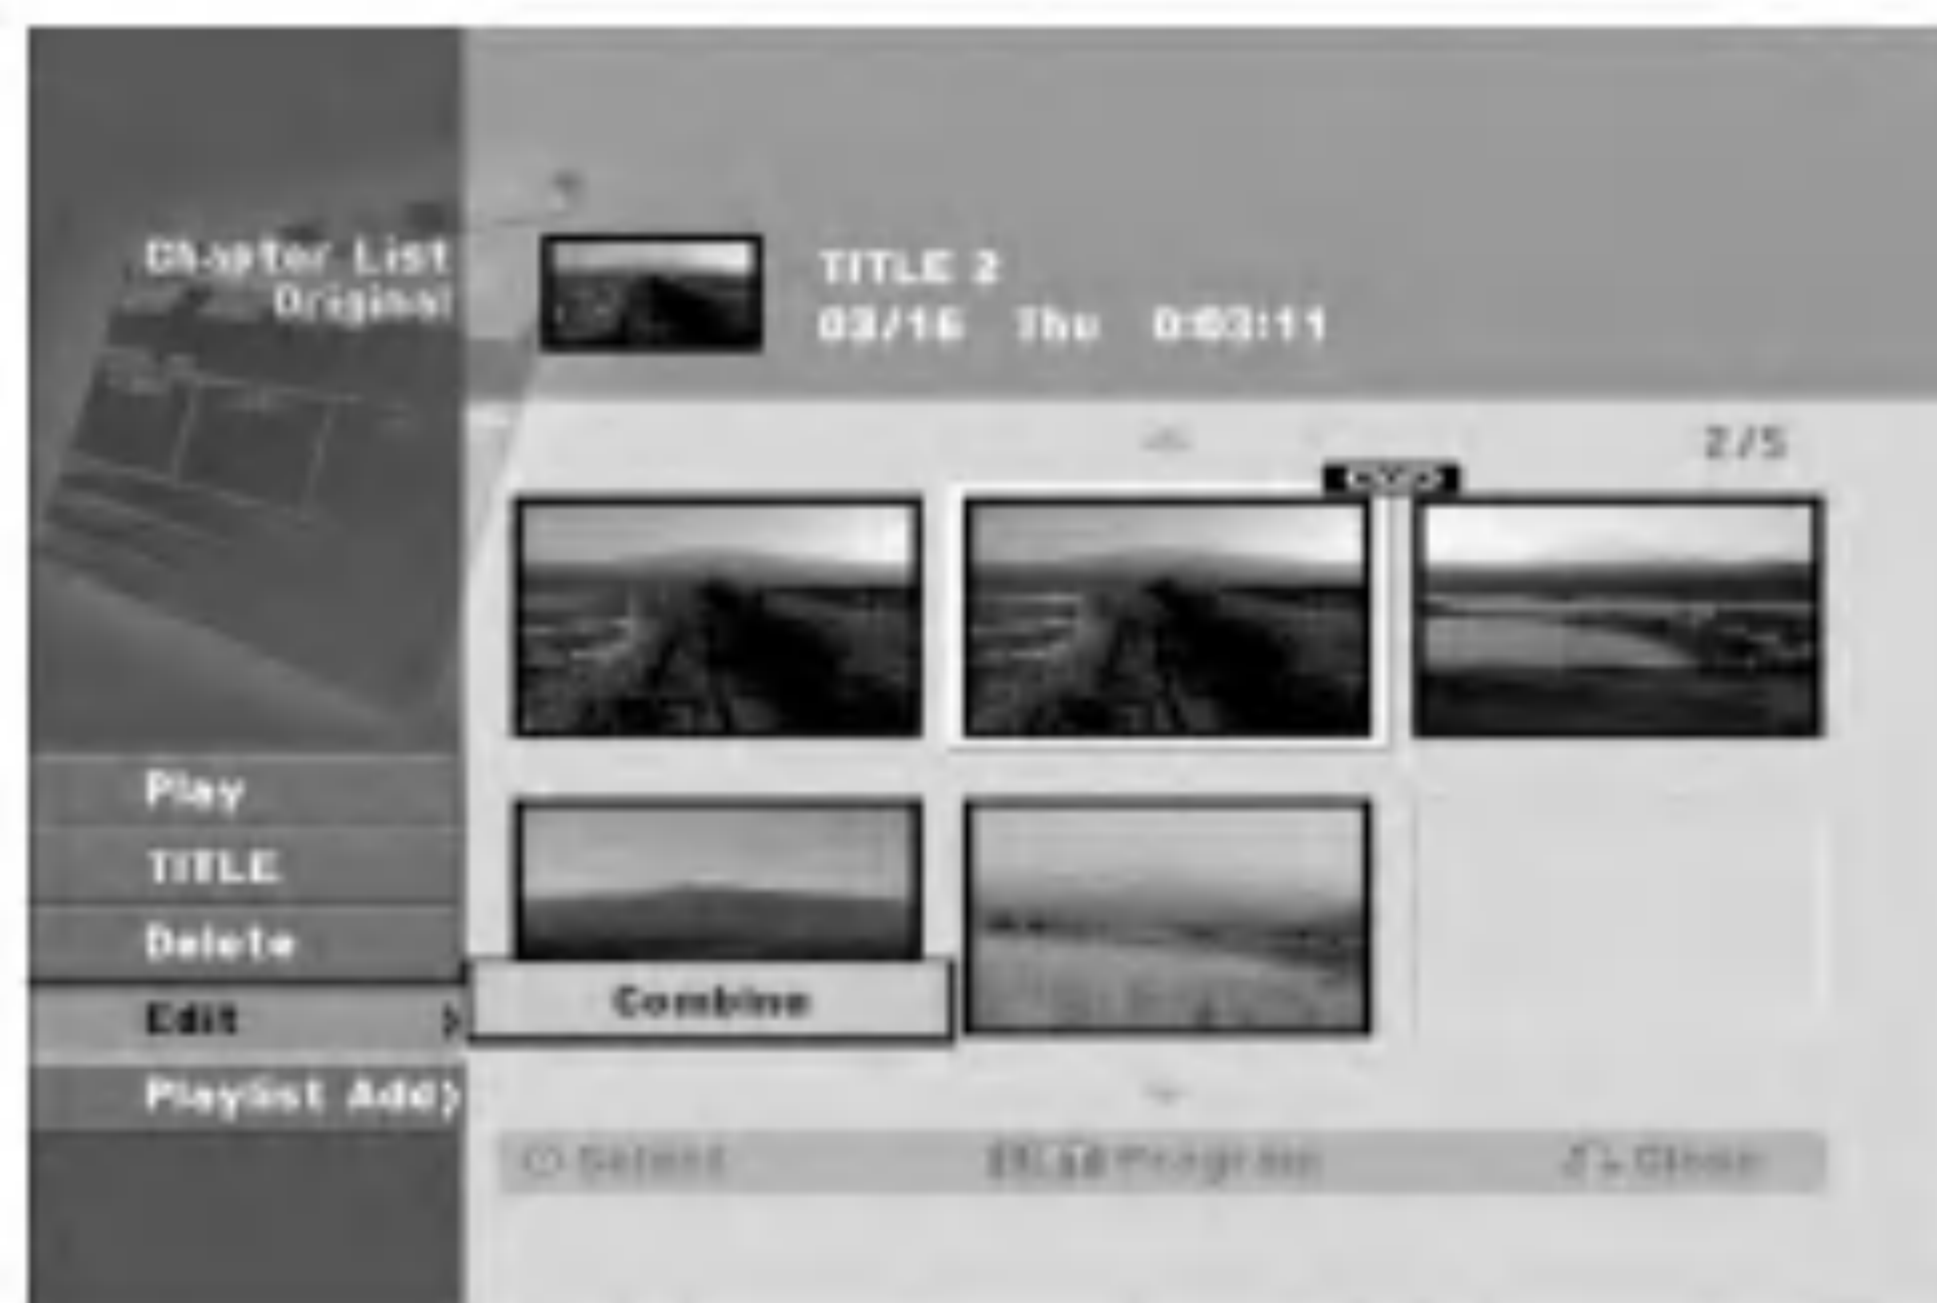 Chapter List
Original
TITLE 2
03/16 Thu 0:03:11
2/5
Play
TITLE
Delete
Edit >
Combine
Playlist Add>
Select
Program
Close